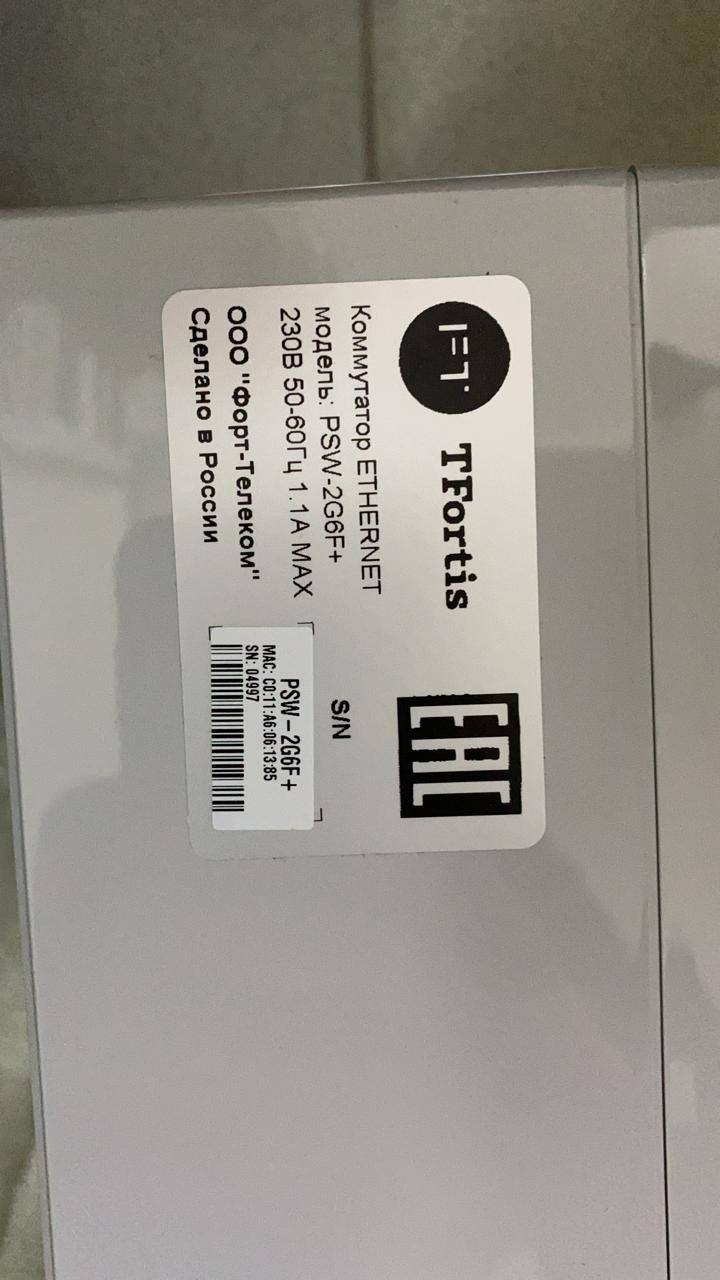 TFortis
EAC
Коммутатор ETHERNET
модель: PSW-2G6F+
230В 50-60Гц 1.1А MAX
ООО "Форт-Телеком"
Сделано в России
S/N
PSW-2G6F+
MAC: C0:11:A6:06:13:85
SN: 04997